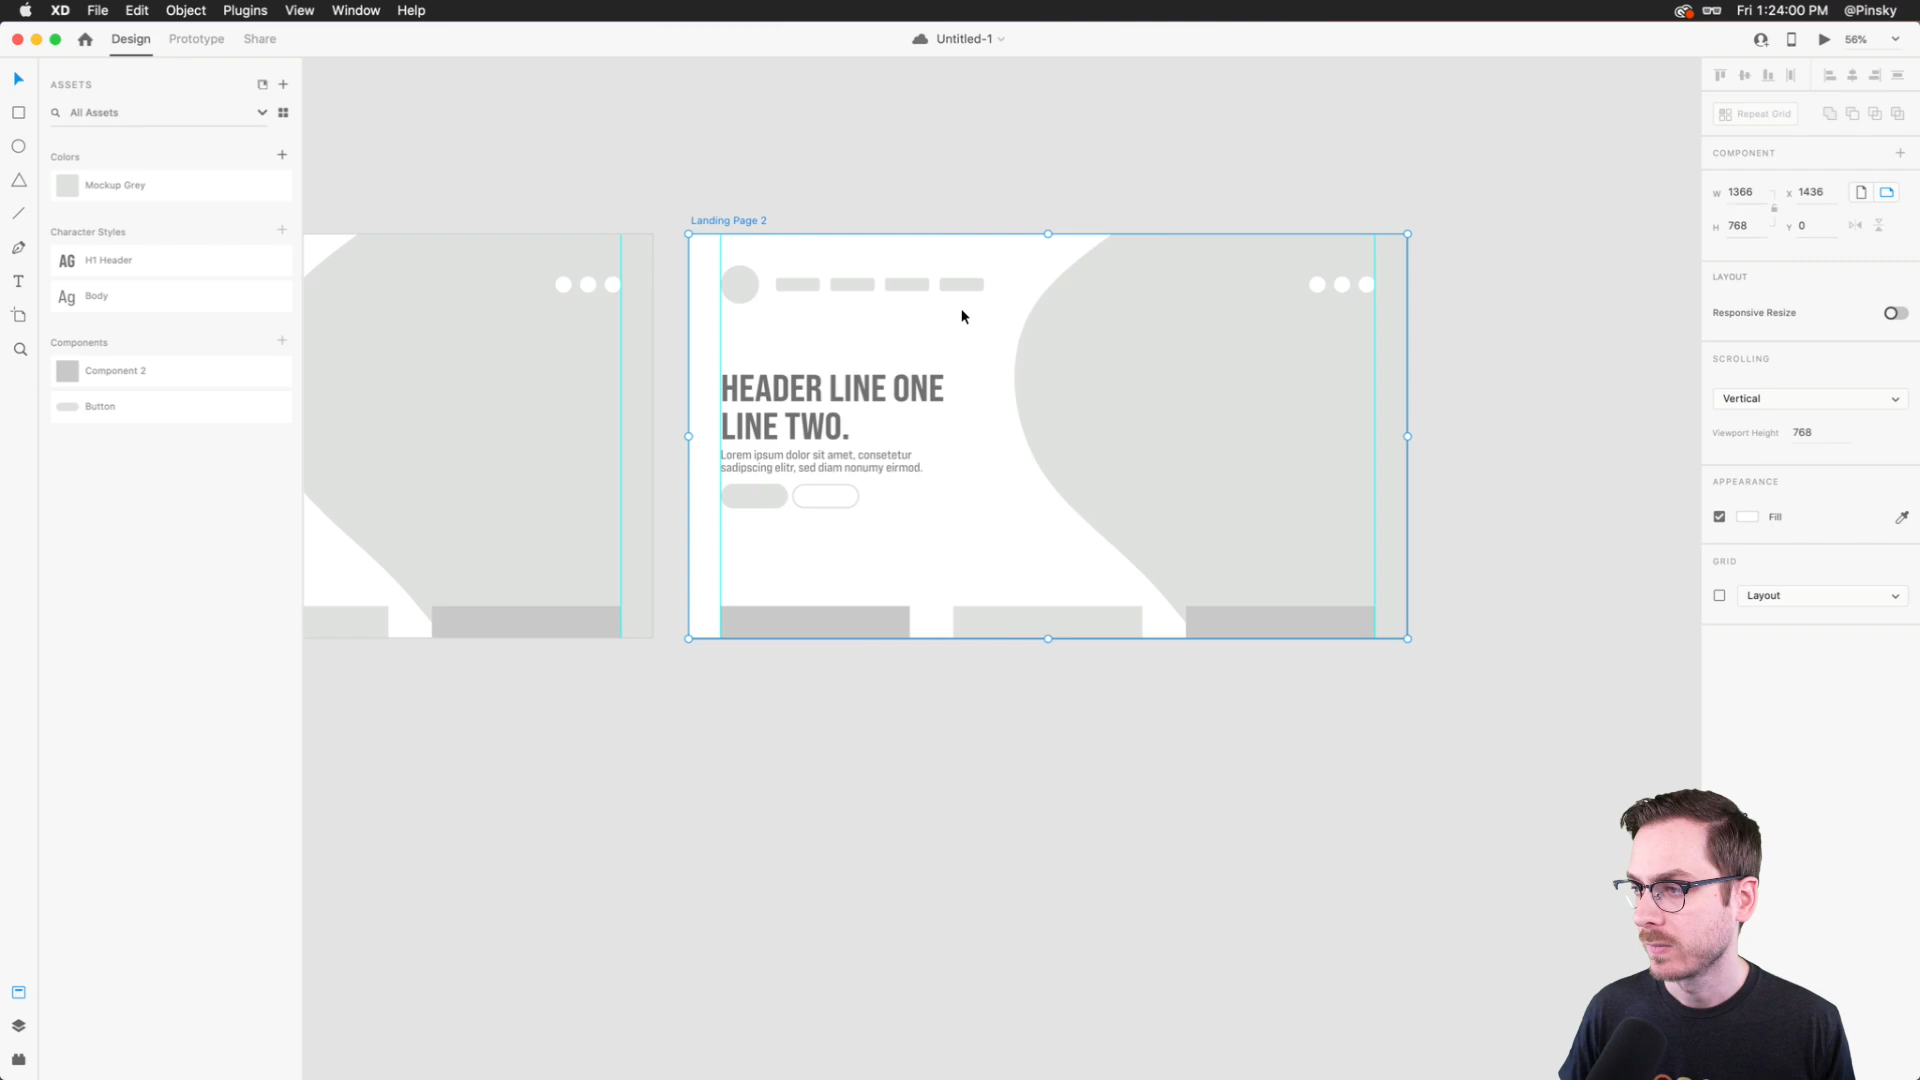 XD File Edit Object Plugins View Window Help
Fri 1:24:00 PM @Pinsky
Design Prototype Share
Untitled-1
56%
ASSETS
All Assets
Colors
Mockup Grey
Character Styles
AG H1 Header
Ag Body
Components
Component 2
Button
Landing Page 2
HEADER LINE ONE
LINE TWO.
Lorem ipsum dolor sit amet, consetetur
sadipscing elitr, sed diam nonumy eirmod.
Repeat Grid
COMPONENT
W 1366 X 1436
H 768 Y 0
LAYOUT
Responsive Resize
SCROLLING
Vertical
Viewport Height 768
APPEARANCE
Fill
GRID
Layout